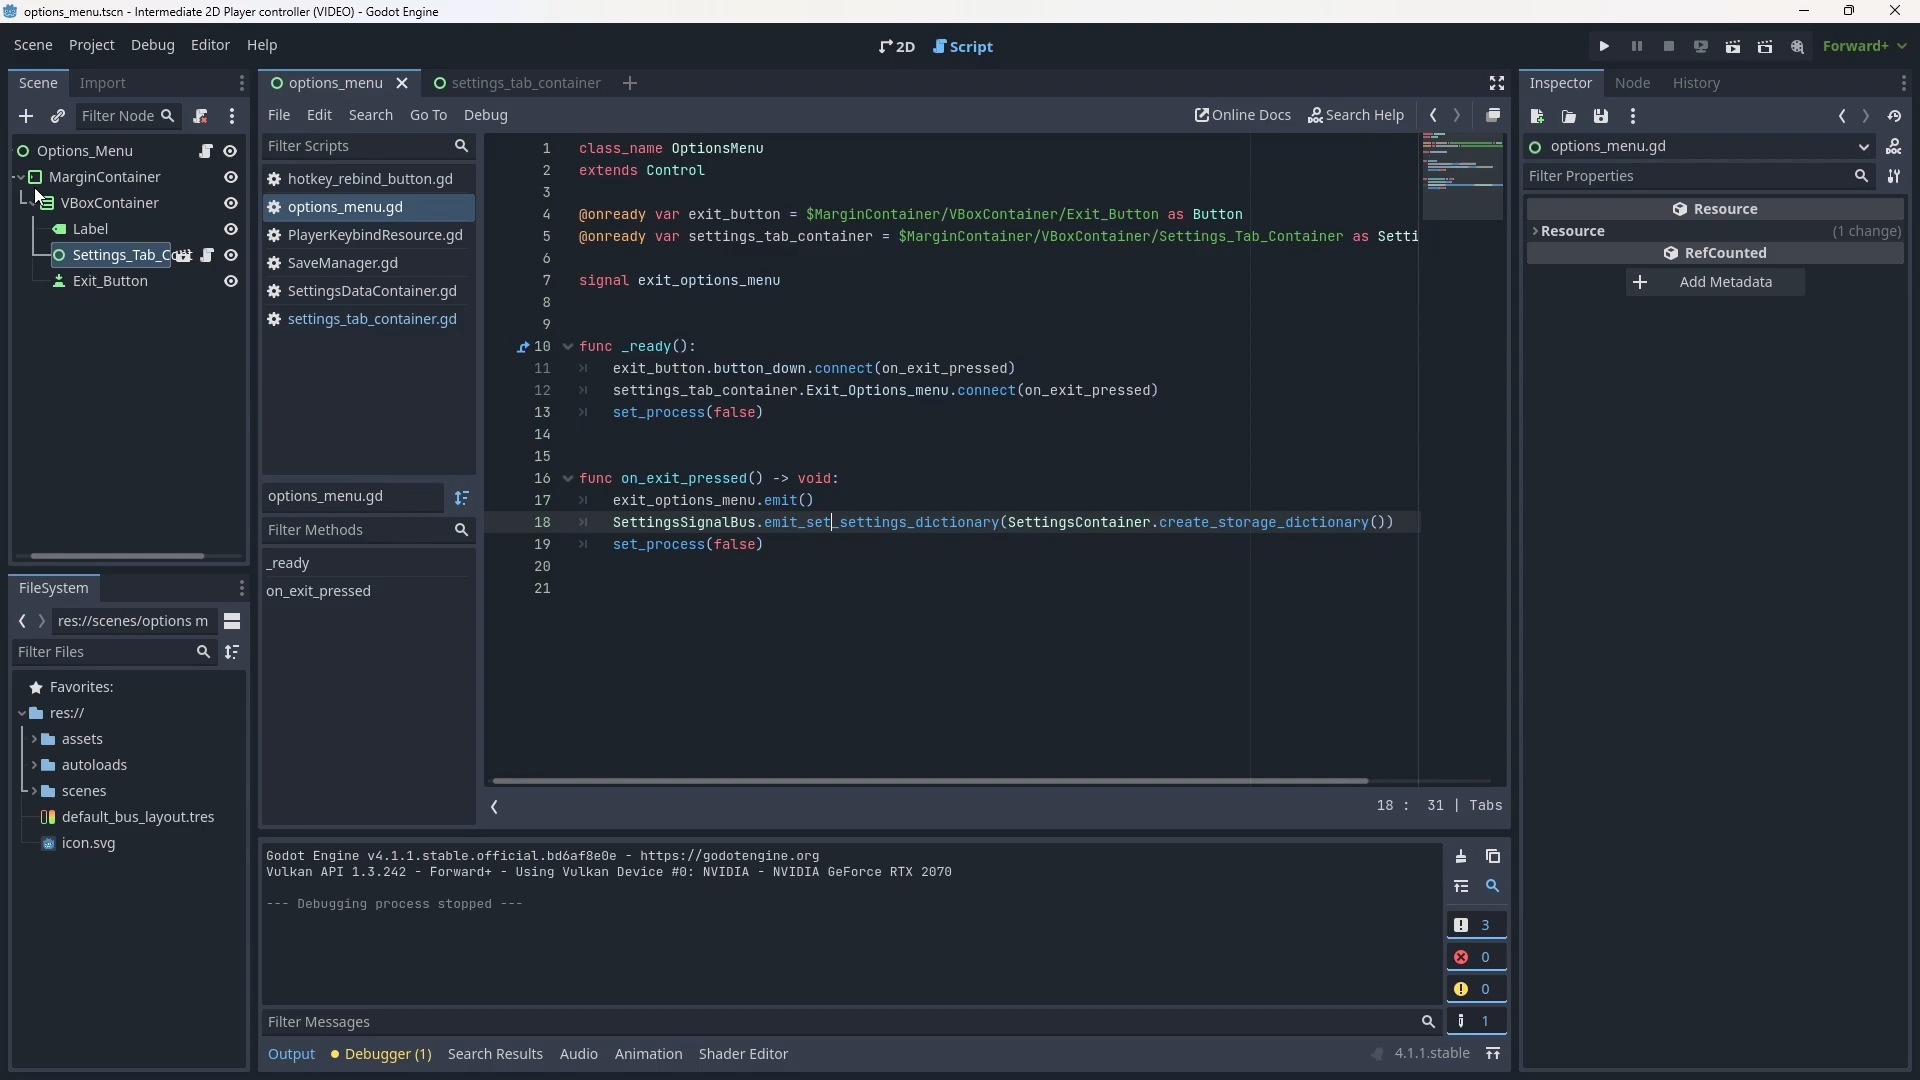 options_menu.tscn - Intermediate 2D Player controller (VIDEO) - Godot Engine
Scene Project Debug Editor Help
2D Script
Forward+
Scene Import
Filter Node
Options_Menu
MarginContainer
VBoxContainer
Label
Settings_Tab_C
Exit_Button
FileSystem
res://scenes/options m
Filter Files
Favorites:
res://
assets
autoloads
scenes
default_bus_layout.tres
icon.svg
options_menu settings_tab_container
File Edit Search Go To Debug
Online Docs Search Help
Filter Scripts
hotkey_rebind_button.gd
options_menu.gd
PlayerKeybindResource.gd
SaveManager.gd
SettingsDataContainer.gd
settings_tab_container.gd
options_menu.gd
Filter Methods
_ready
on_exit_pressed
1 class_name OptionsMenu
2 extends Control
3
4 @onready var exit_button = $MarginContainer/VBoxContainer/Exit_Button as Button
5 @onready var settings_tab_container = $MarginContainer/VBoxContainer/Settings_Tab_Container as Setti
6
7 signal exit_options_menu
8
9
10 func _ready():
11 exit_button.button_down.connect(on_exit_pressed)
12 settings_tab_container.Exit_Options_menu.connect(on_exit_pressed)
13 set_process(false)
14
15
16 func on_exit_pressed() -> void:
17 exit_options_menu.emit()
18 SettingsSignalBus.emit_set_settings_dictionary(SettingsContainer.create_storage_dictionary())
19 set_process(false)
20
21
18 : 31 | Tabs
Godot Engine v4.1.1.stable.official.bd6af8e0e - https://godotengine.org
Vulkan API 1.3.242 - Forward+ - Using Vulkan Device #0: NVIDIA - NVIDIA GeForce RTX 2070
--- Debugging process stopped ---
3
0
0
1
Filter Messages
Output Debugger (1) Search Results Audio Animation Shader Editor
4.1.1.stable
Inspector Node History
options_menu.gd
Filter Properties
Resource
Resource (1 change)
RefCounted
Add Metadata